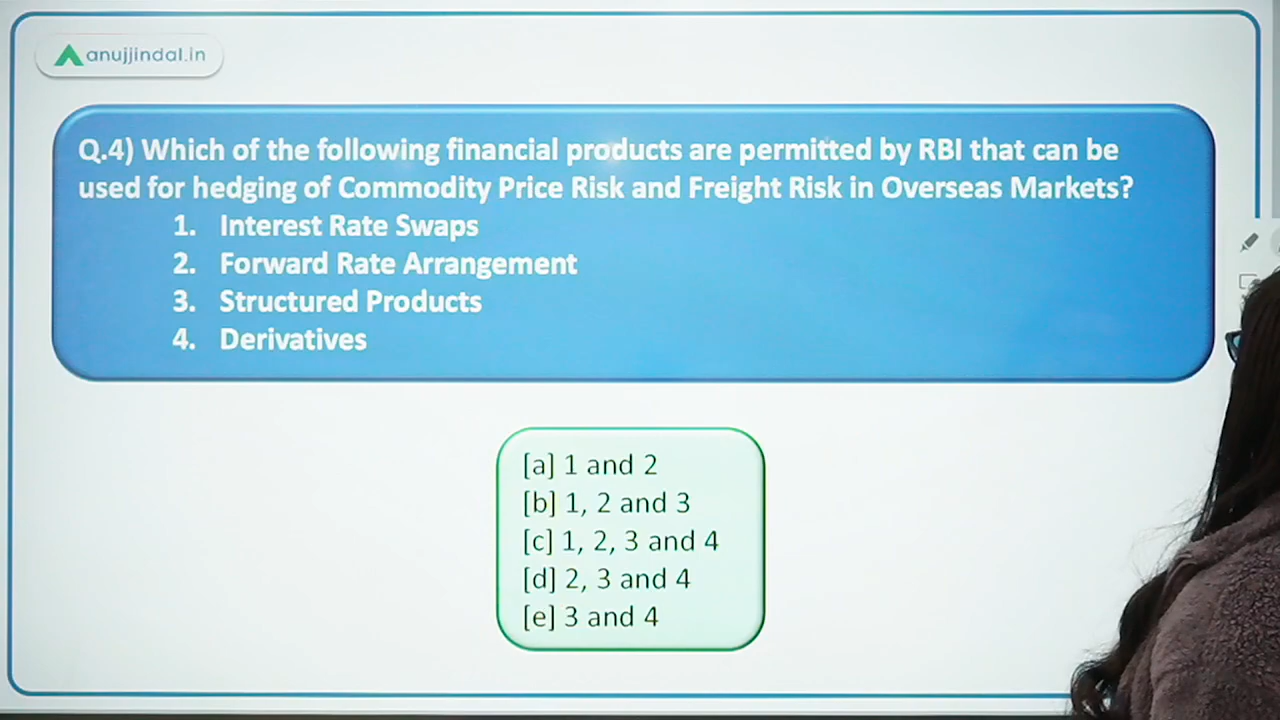 anujjindal.in
Q.4) Which of the following financial products are permitted by RBI that can be
used for hedging of Commodity Price Risk and Freight Risk in Overseas Markets?
1. Interest Rate Swaps
2. Forward Rate Arrangement
3. Structured Products
4. Derivatives
[a] 1 and 2
[b] 1, 2 and 3
[c] 1, 2, 3 and 4
[d] 2, 3 and 4
[e] 3 and 4